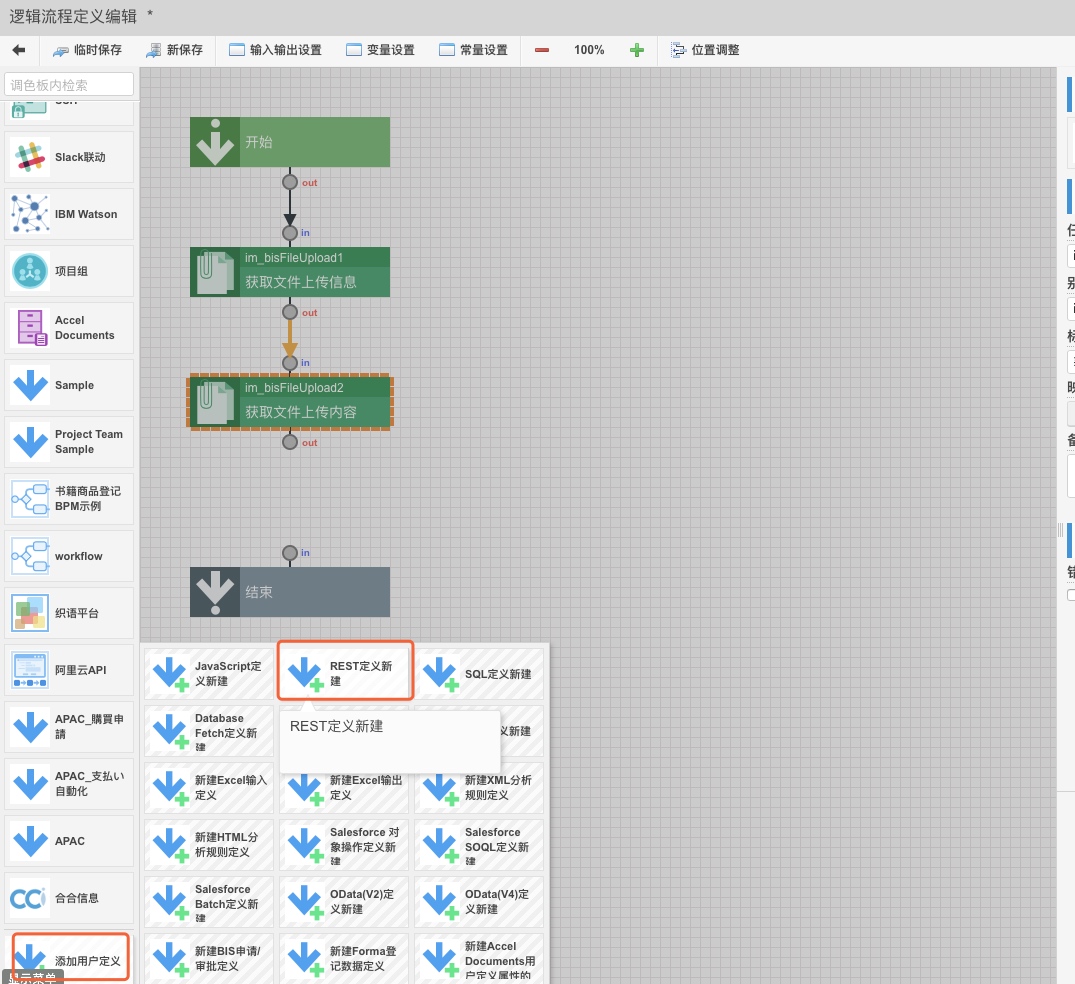 逻辑流程定义编辑 *
临时保存
新保存
输入输出设置
变量设置
常量设置
100%
位置调整
调色板内检索
Slack联动
IBM Watson
项目组
Accel
Documents
Sample
Project Team
Sample
书籍商品登记
BPM示例
workflow
织语平台
阿里云API
APAC_購買申
請
APAC_支払い
自動化
APAC
合合信息
添加用户定义
显示菜单
开始
out
in
im_bisFileUpload1
获取文件上传信息
out
in
im_bisFileUpload2
获取文件上传内容
out
in
结束
JavaScript定
义新建
REST定义新
建
SQL定义新建
Database
Fetch定义新
建
REST定义新建
义新建
新建Excel输入
定义
新建Excel输出
定义
新建XML分析
规则定义
新建HTML分
析规则定义
Salesforce 对
象操作定义新
建
Salesforce
SOQL定义新
建
Salesforce
Batch定义新
建
OData(V2)定
义新建
OData(V4)定
义新建
新建BIS申请/
审批定义
新建Forma登
记数据定义
新建Accel
Documents用
户定义属性的